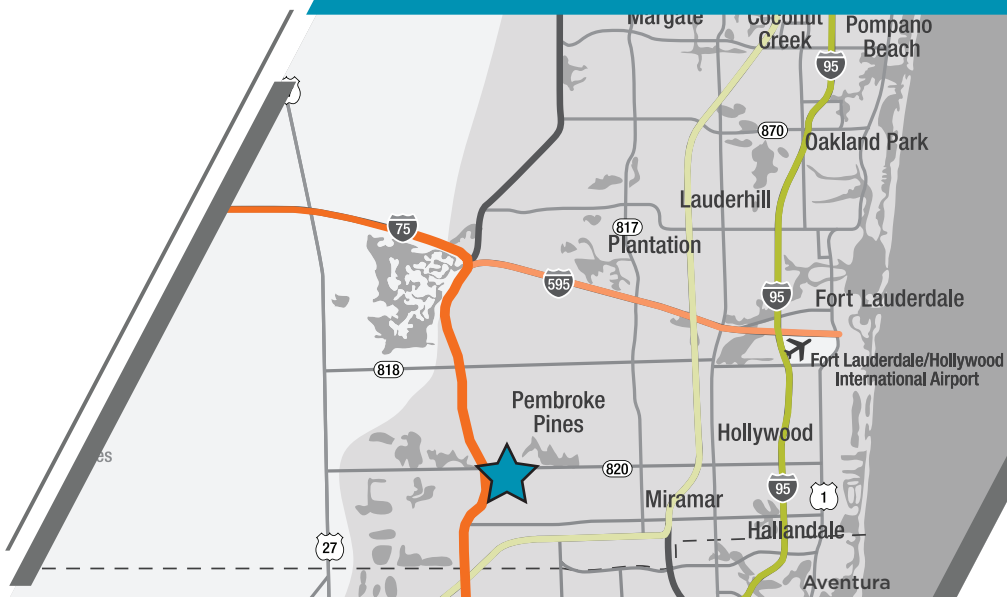 Margate
Coconut
Creek
Pompano
Beach
95
870
Oakland Park
Lauderhill
75
817
Plantation
595
95
Fort Lauderdale
Fort Lauderdale/Hollywood
International Airport
818
Pembroke
Pines
Hollywood
es
820
95
Miramar
1
Hallandale
27
Aventura